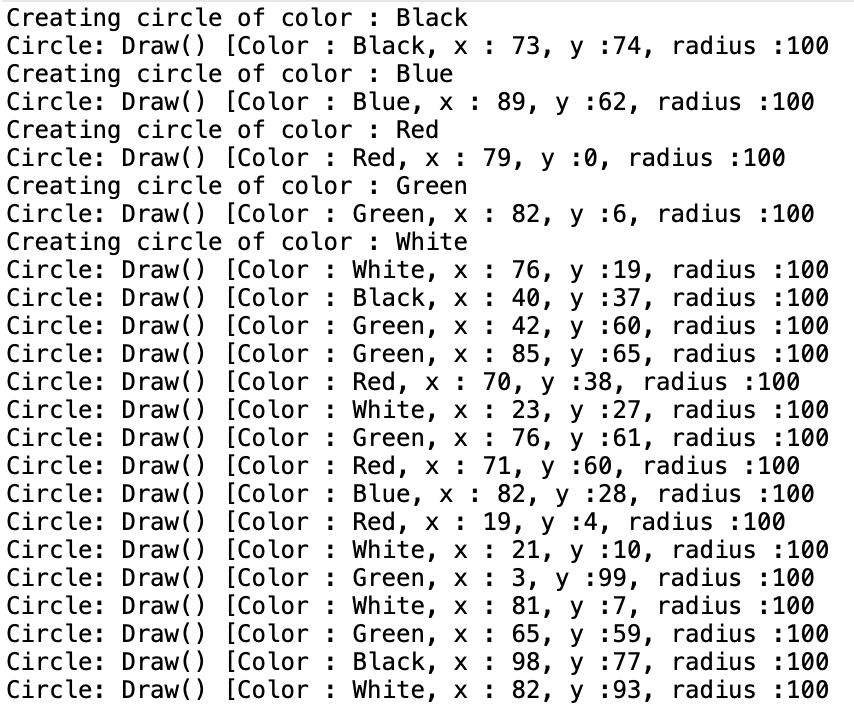 Creating circle of color : Black
Circle: Draw() [Color : Black, x : 73, y :74, radius :100
Creating circle of color : Blue
Circle: Draw() [Color : Blue, x : 89, y :62, radius :100
Creating circle of color : Red
Circle: Draw() [Color : Red, x : 79, y :0, radius :100
Creating circle of color : Green
Circle: Draw() [Color : Green, x : 82, y :6, radius :100
Creating circle of color : White
Circle: Draw() [Color : White, x : 76, y :19, radius :100
Circle: Draw() [Color : Black, x : 40, y :37, radius :100
Circle: Draw() [Color : Green, x : 42, y :60, radius :100
Circle: Draw() [Color : Green, x : 85, y :65, radius :100
Circle: Draw() [Color : Red, x : 70, y :38, radius :100
Circle: Draw() [Color : White, x : 23, y :27, radius :100
Circle: Draw() [Color : Green, x : 76, y :61, radius :100
Circle: Draw() [Color : Red, x : 71, y :60, radius :100
Circle: Draw() [Color : Blue, x : 82, y :28, radius :100
Circle: Draw() [Color : Red, x : 19, y :4, radius :100
Circle: Draw() [Color : White, x : 21, y :10, radius :100
Circle: Draw() [Color : Green, x : 3, y :99, radius :100
Circle: Draw() [Color : White, x : 81, y :7, radius :100
Circle: Draw() [Color : Green, x : 65, y :59, radius :100
Circle: Draw() [Color : Black, x : 98, y :77, radius :100
Circle: Draw() [Color : White, x : 82, y :93, radius :100